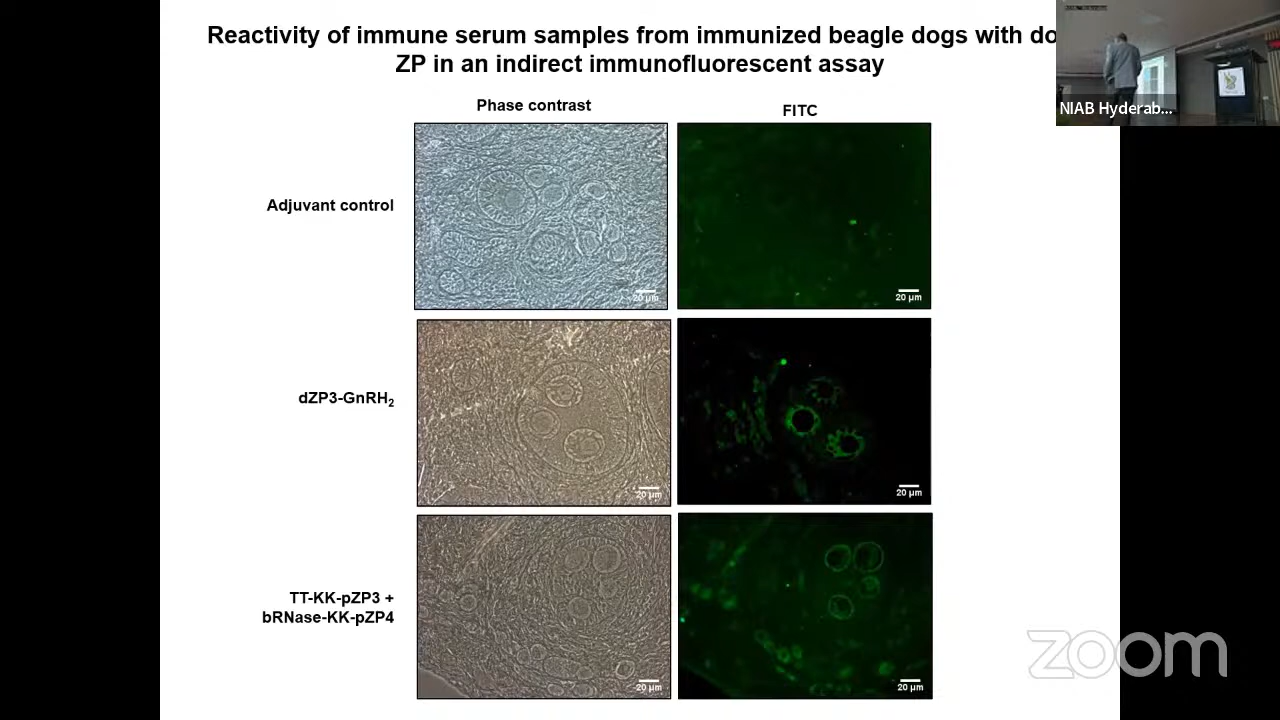 Reactivity of immune serum samples from immunized beagle dogs with do
ZP in an indirect immunofluorescent assay
NIAB Hyderab...
Phase contrast
FITC
Adjuvant control
20 µm
20 µm
dZP3-GnRH₂
20 µm
20 µm
TT-KK-pZP3 +
bRNase-KK-pZP4
20 µm
20 µm
zoom